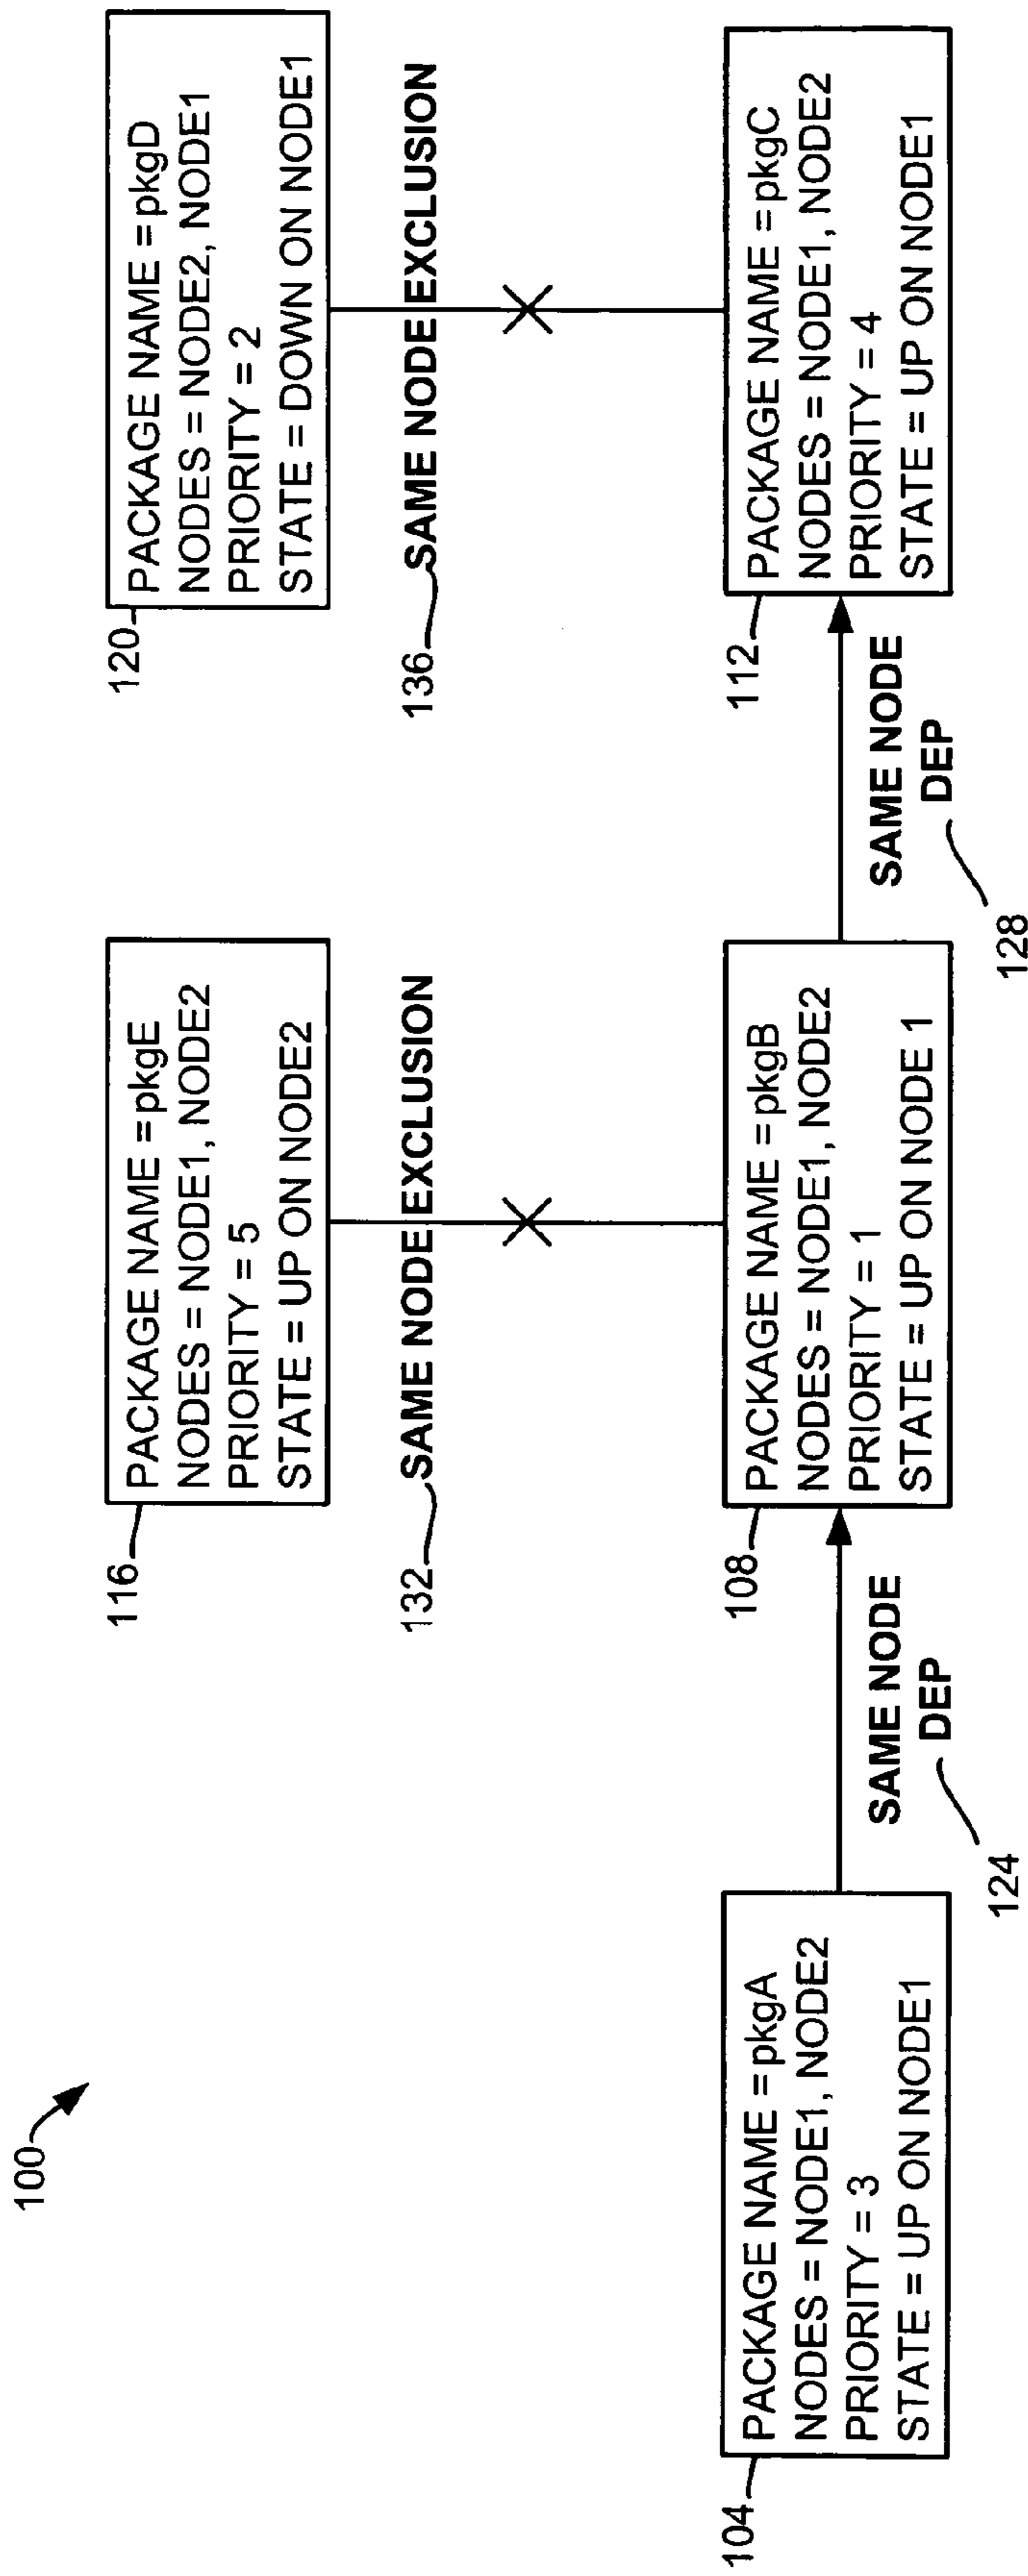 100
116
PACKAGE NAME =pkgE
NODES = NODE1, NODE2
PRIORITY = 5
STATE = UP ON NODE2
120
PACKAGE NAME =pkgD
NODES = NODE2, NODE1
PRIORITY = 2
STATE = DOWN ON NODE1
132
SAME NODE EXCLUSION
136
SAME NODE EXCLUSION
104
PACKAGE NAME =pkgA
NODES = NODE1, NODE2
PRIORITY = 3
STATE = UP ON NODE1
SAME NODE
DEP
124
108
PACKAGE NAME =pkgB
NODES = NODE1, NODE2
PRIORITY = 1
STATE = UP ON NODE 1
SAME NODE
DEP
128
112
PACKAGE NAME =pkgC
NODES = NODE1, NODE2
PRIORITY = 4
STATE = UP ON NODE1